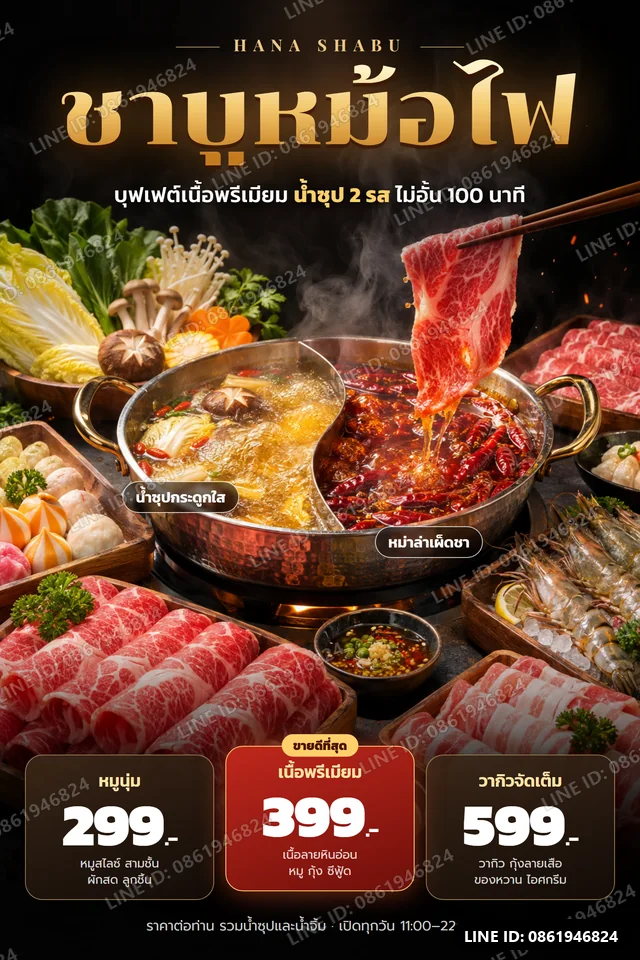 HANA SHABU
ชาบูหม้อไฟ
บุฟเฟต์เนื้อพรีเมียม น้ำซุป 2 รส ไม่อั้น 100 นาที
น้ำซุปกระดูกใส
หม่าล่าเผ็ดชา
หมูนุ่ม
299.-
หมูสไลซ์ สามชั้น
ผักสด ลูกชิ้น
ขายดีที่สุด
เนื้อพรีเมียม
399.-
เนื้อลายหินอ่อน
หมู กุ้ง ซีฟู้ด
วากิวจัดเต็ม
599.-
วากิว กุ้งลายเสือ
ของหวาน ไอศกรีม
ราคาต่อท่าน รวมน้ำซุปและน้ำจิ้ม · เปิดทุกวัน 11:00–22
LINE ID: 0861946824